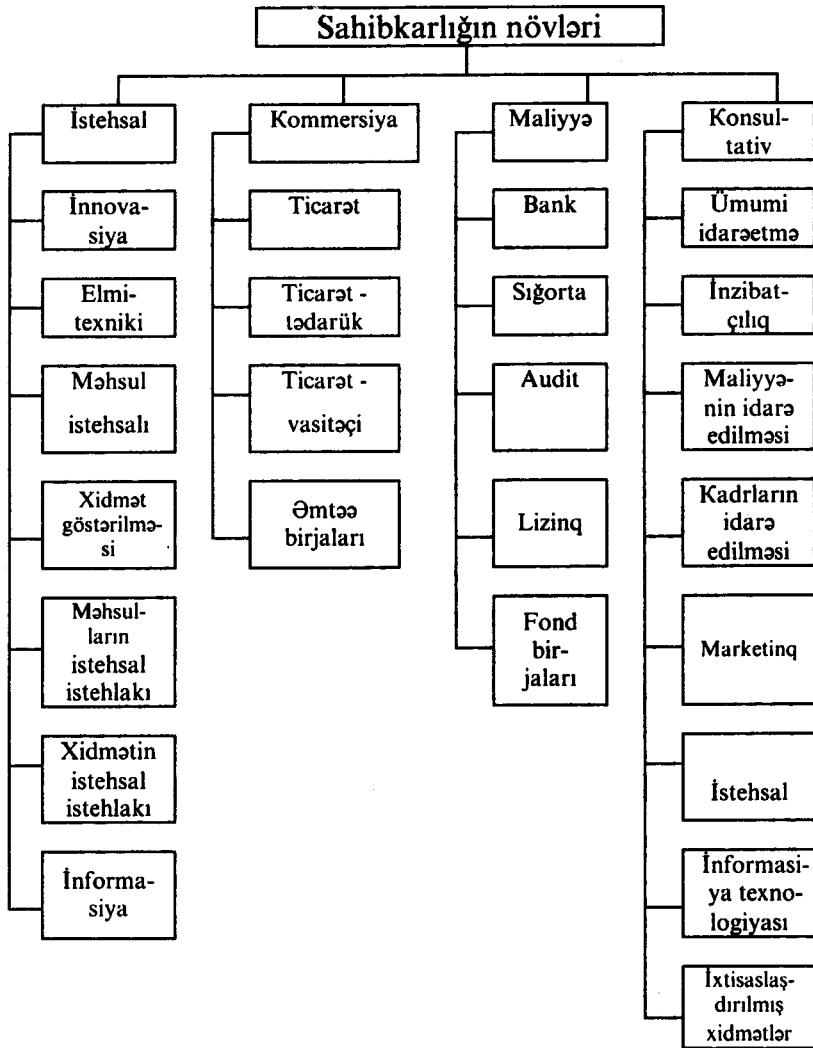 Sahibkarlığın növləri
İstehsal
İnnova-
siya
Elmi-
texniki
Məhsul
istehsalı
Xidmət
göstərilmə-
si
Məhsul-
ların
istehsal
istehlakı
Xidmətin
istehsal
istehlakı
İnforma-
siya
Kommersiya
Ticarət
Ticarət -
tədarük
Ticarət -
vasitəçi
Əmtəə
birjaları
Maliyyə
Bank
Sığorta
Audit
Lizinq
Fond
bir-
jaları
Konsul-
tativ
Ümumi
idarəetmə
İnzibat-
çılıq
Maliyyə-
nin idarə
edilməsi
Kadrların
idarə
edilməsi
Marketinq
İstehsal
İnformasi-
ya texno-
logiyası
İxtisaslaş-
dırılmış
xidmətlər